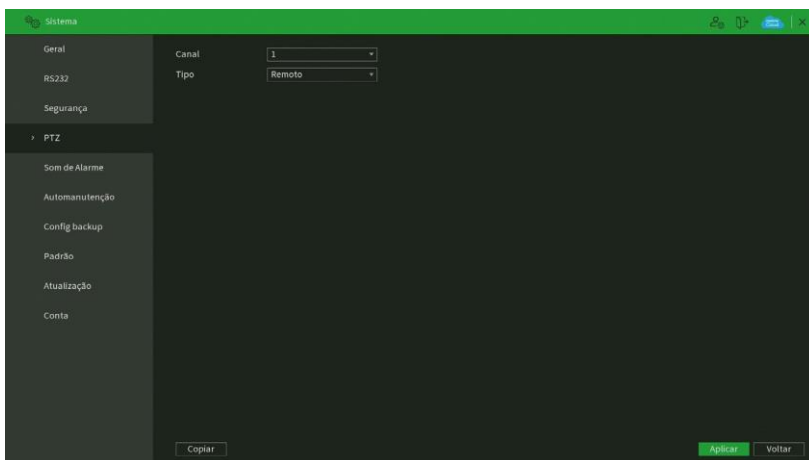 Sistema
Geral
RS232
Segurança
PTZ
Som de Alarme
Automanutenção
Config backup
Padrão
Atualização
Conta
Canal 1
Tipo Remoto
Copiar
Aplicar Voltar